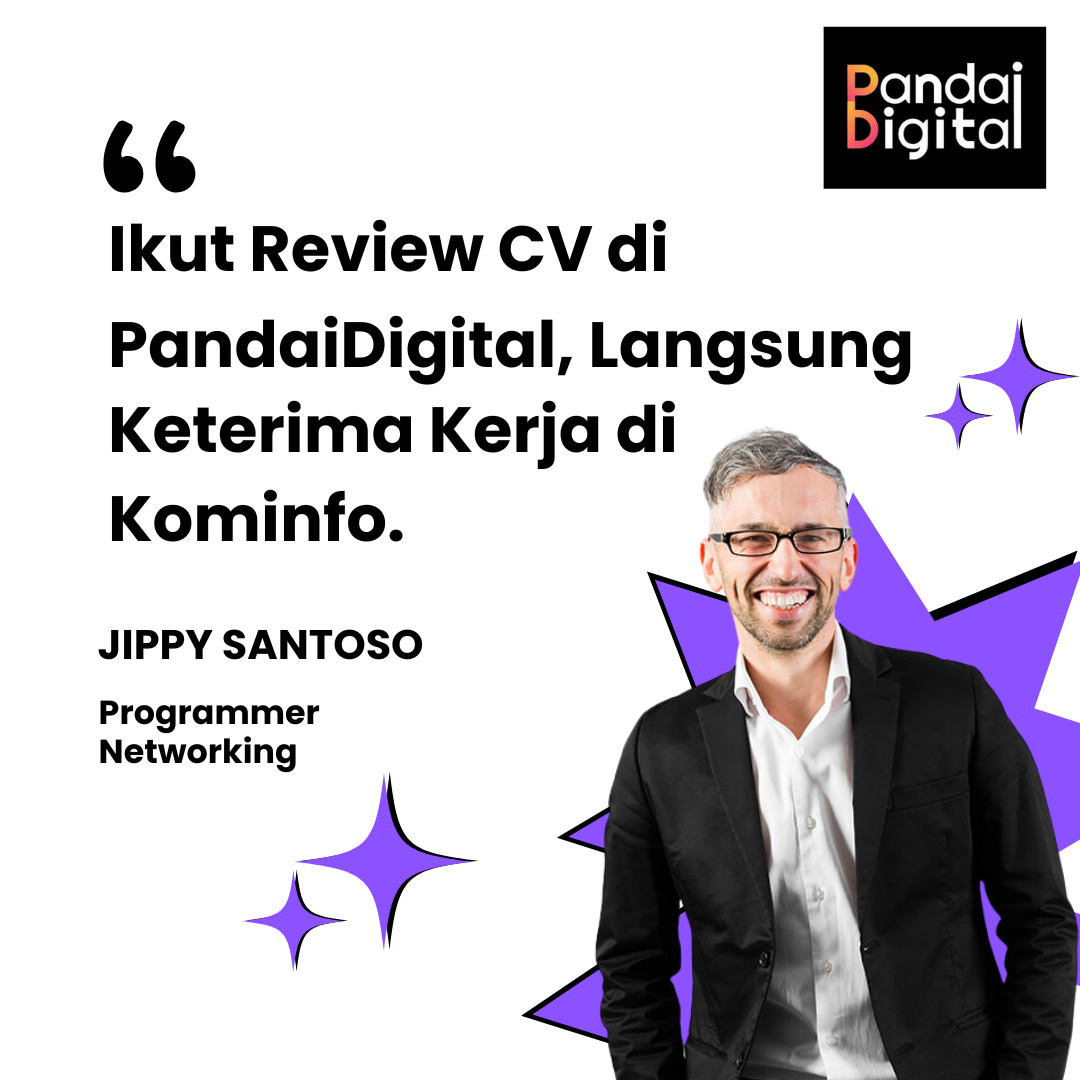 Pandai
Digital
“
Ikut Review CV di
PandaiDigital, Langsung
Keterima Kerja di
Kominfo.
JIPPY SANTOSO
Programmer
Networking